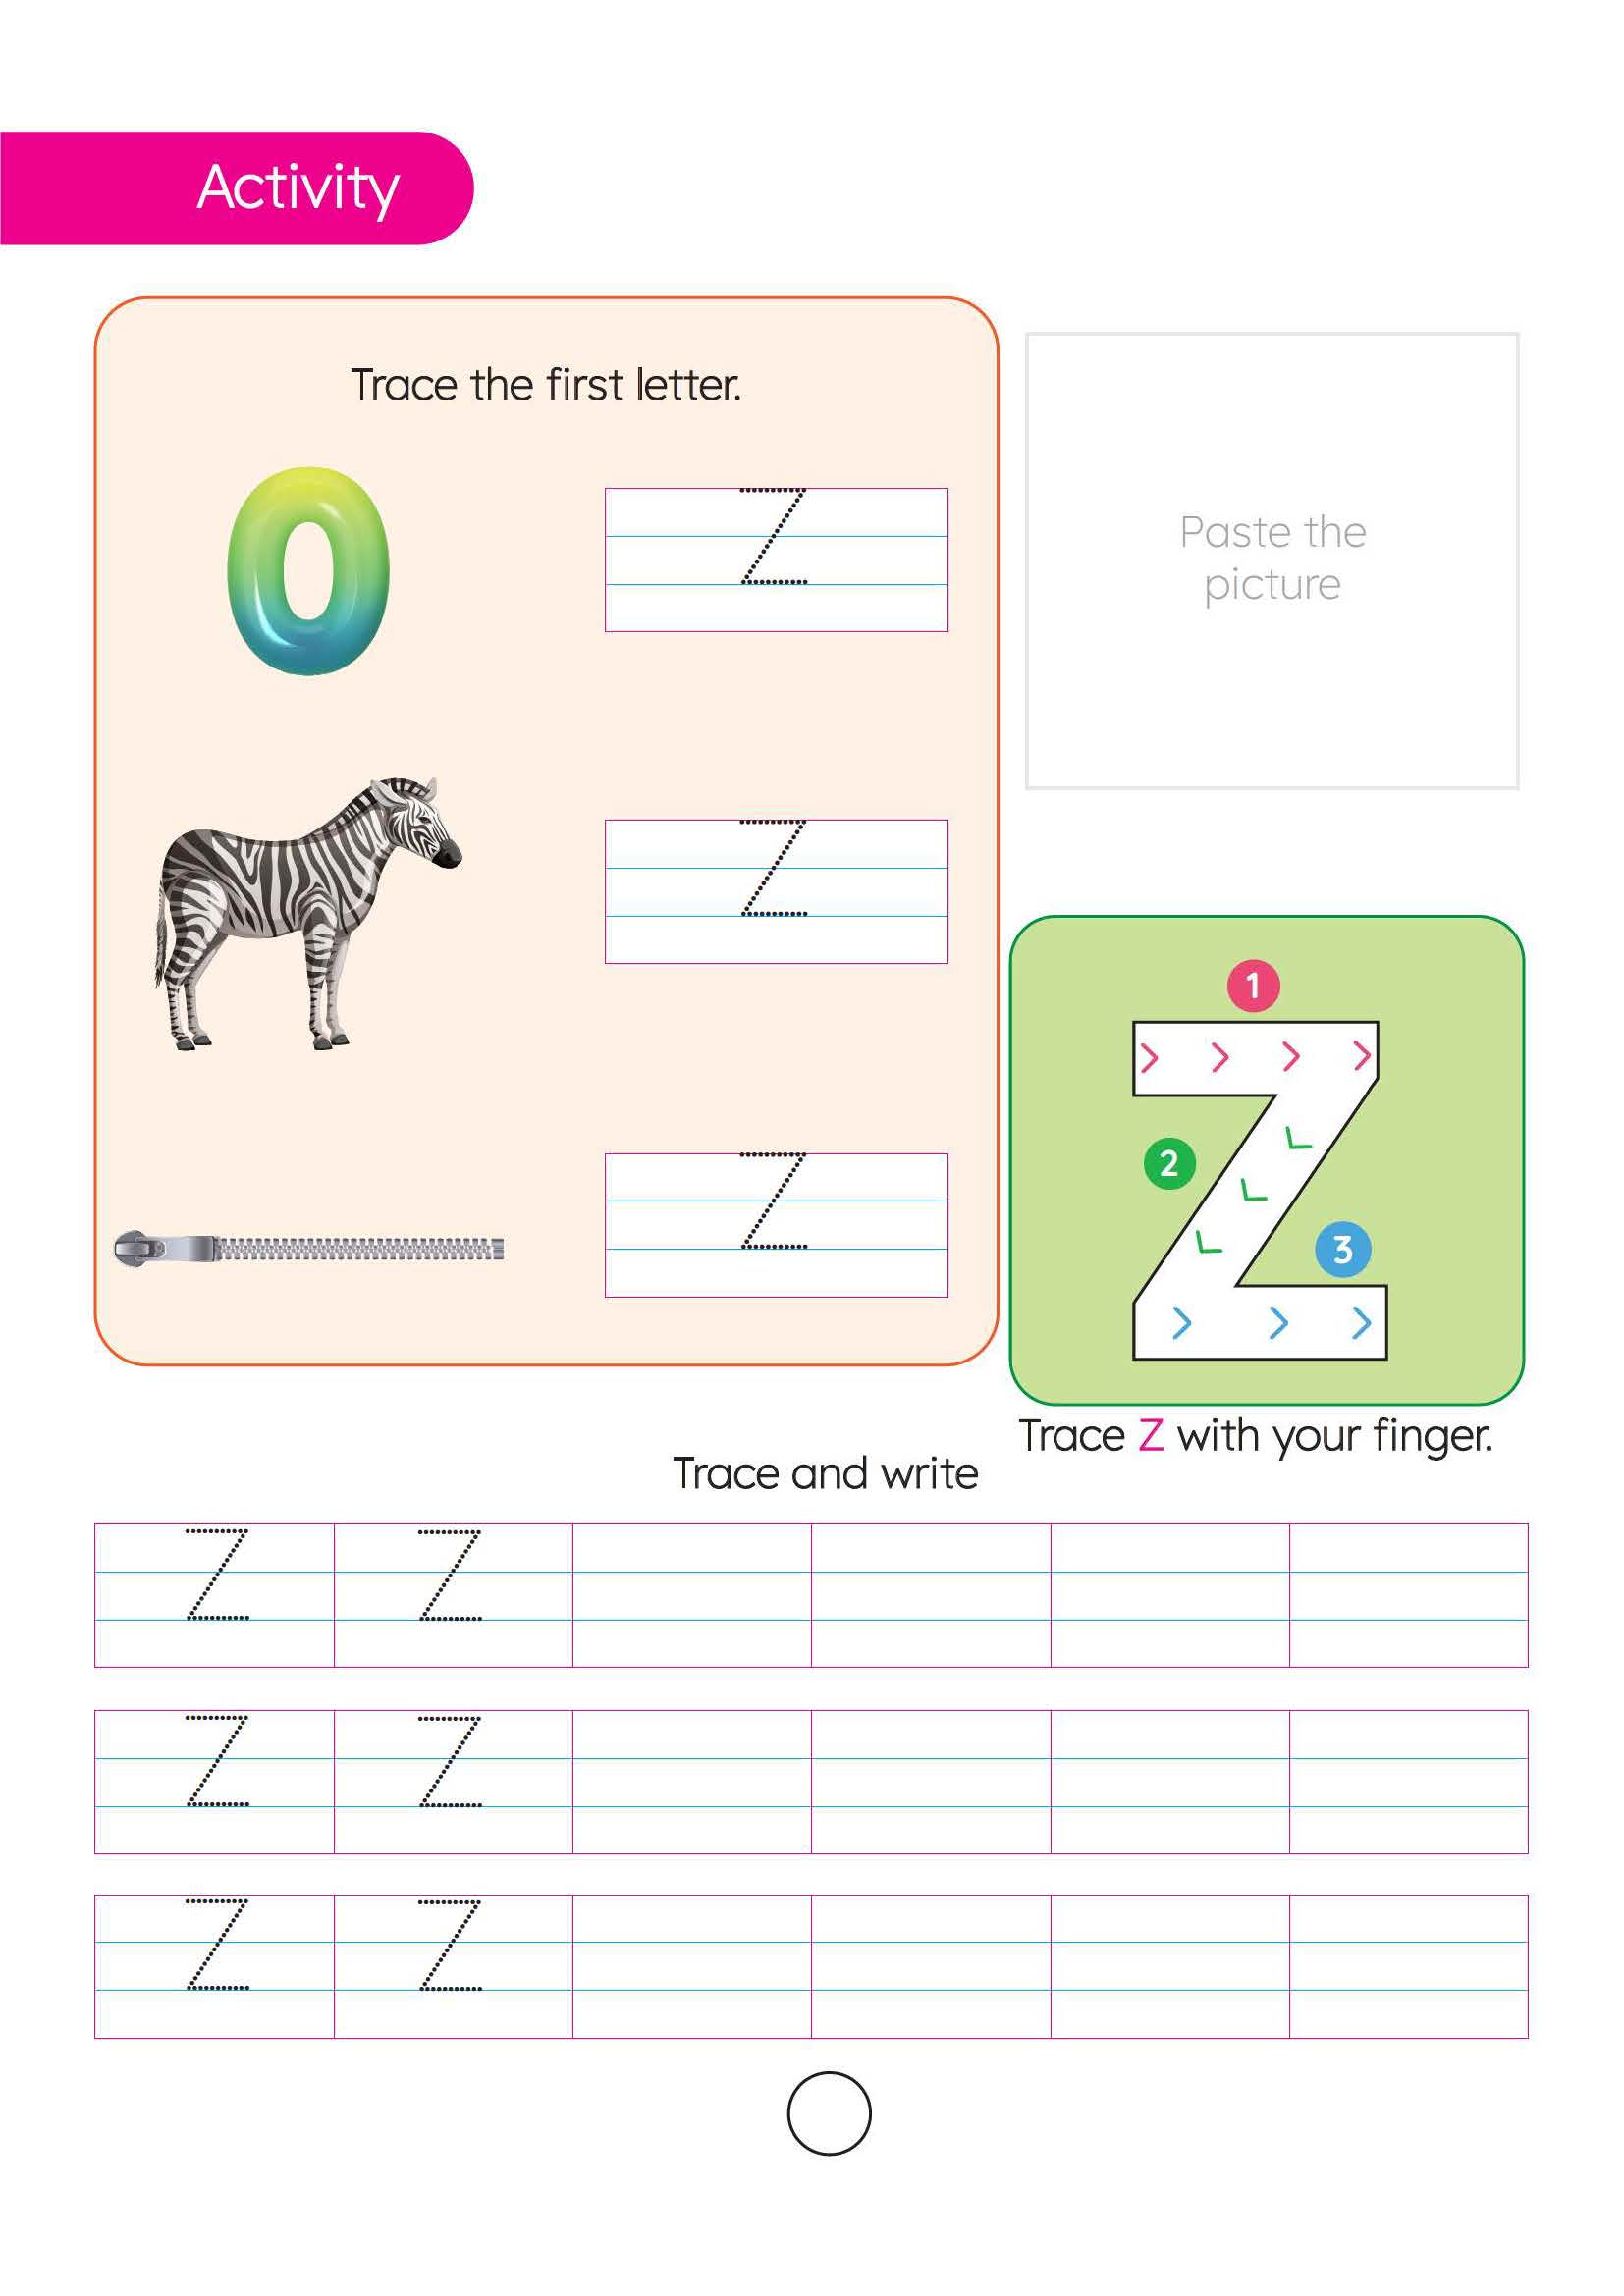 Activity
Trace the first letter.
0
Z
Z
Z
Paste the
picture
1
2
3
Z
Trace Z with your finger.
Trace and write
Z Z
Z Z
Z Z